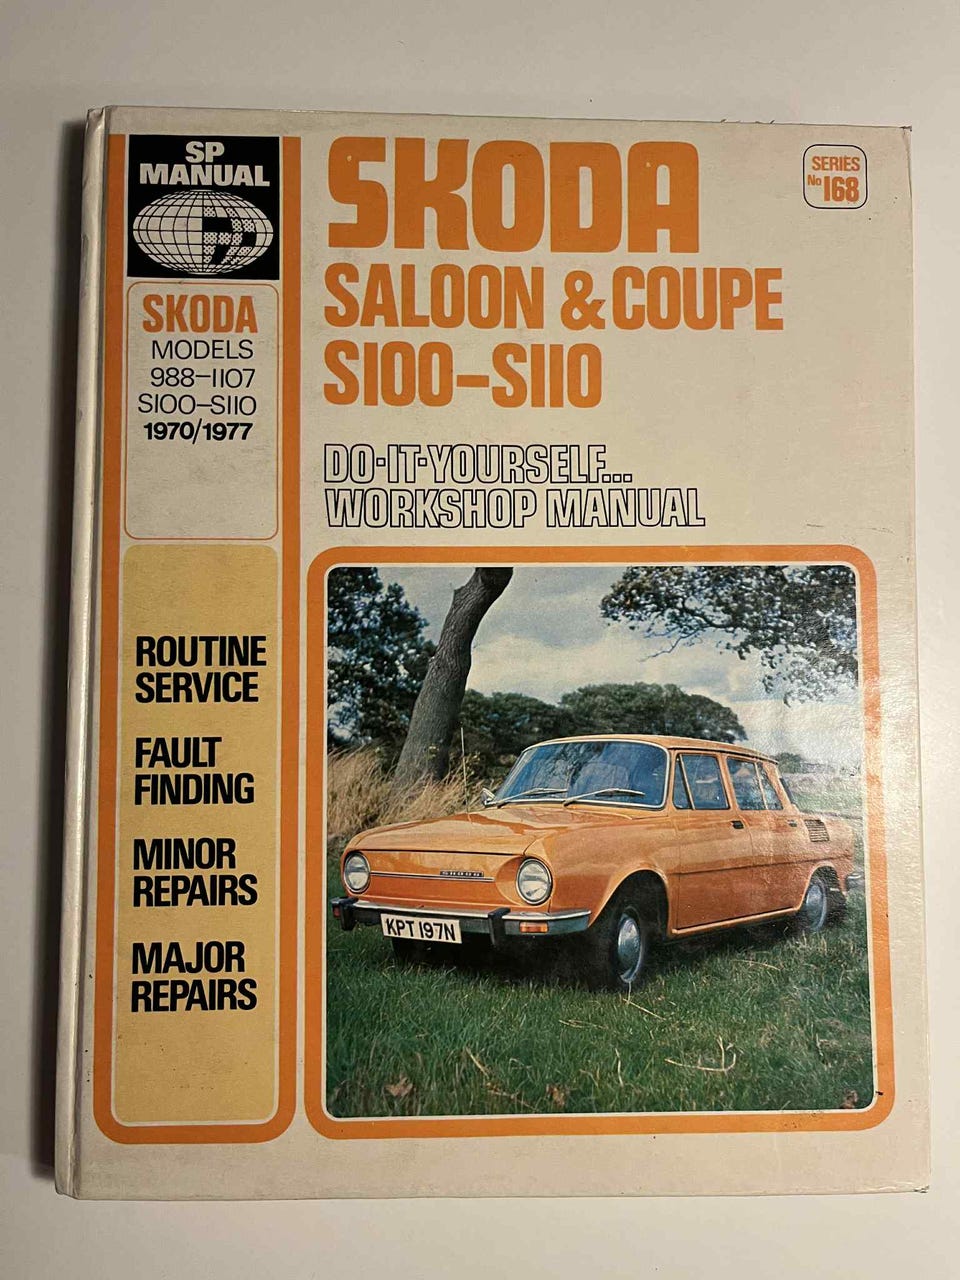 SP
MANUAL
SKODA
MODELS
988-1107
S100-S110
1970/1977
ROUTINE
SERVICE
FAULT
FINDING
MINOR
REPAIRS
MAJOR
REPAIRS
SKODA
SALOON & COUPE
S100-S110
SERIES
No 168
DO·IT·YOURSELF...
WORKSHOP MANUAL
SKODA
KPT 197N